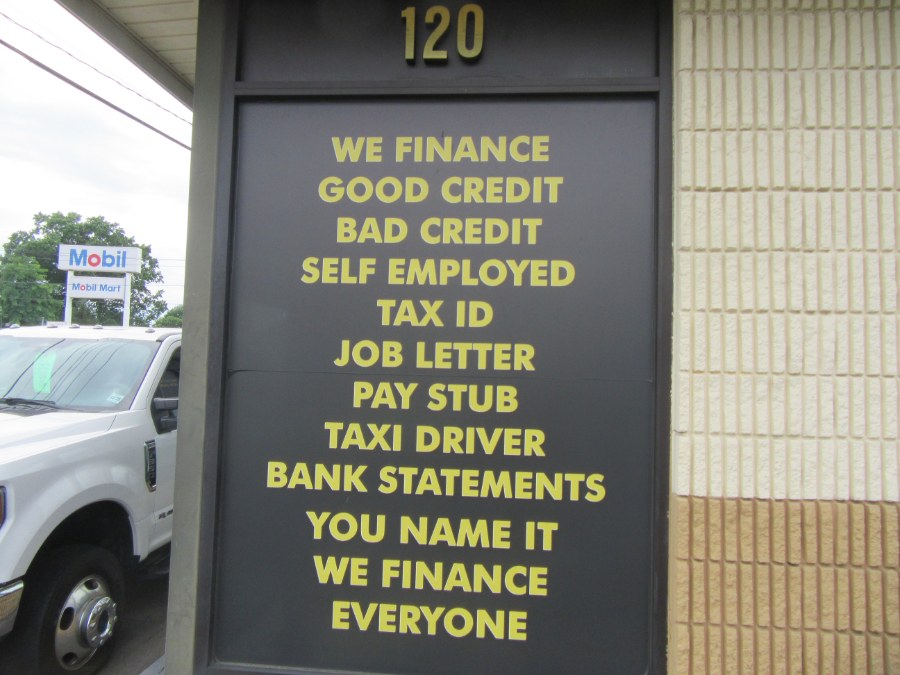 120
WE FINANCE
GOOD CREDIT
BAD CREDIT
SELF EMPLOYED
TAX ID
JOB LETTER
PAY STUB
TAXI DRIVER
BANK STATEMENTS
YOU NAME IT
WE FINANCE
EVERYONE
Mobil
Mobil Mart